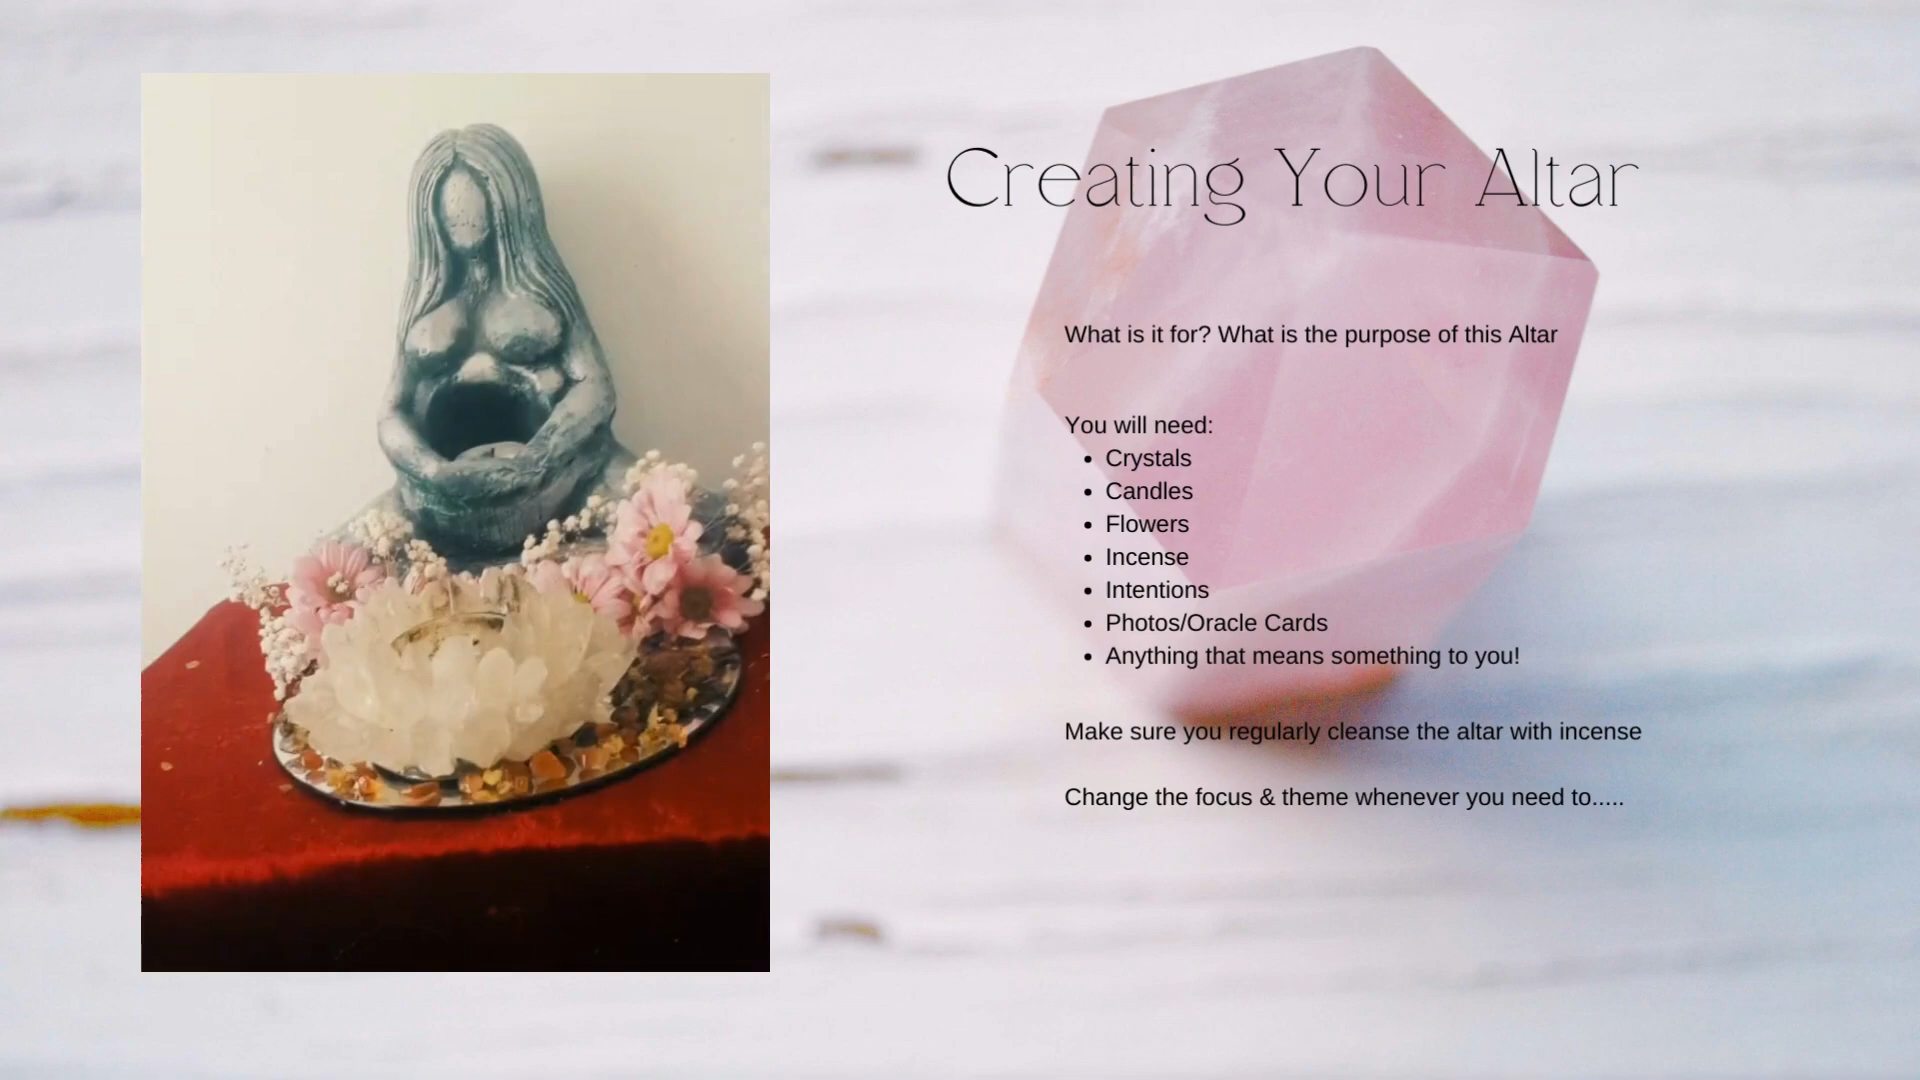 Creating Your Altar
What is it for? What is the purpose of this Altar
You will need:
• Crystals
• Candles
• Flowers
• Incense
• Intentions
• Photos/Oracle Cards
• Anything that means something to you!
Make sure you regularly cleanse the altar with incense
Change the focus & theme whenever you need to.....